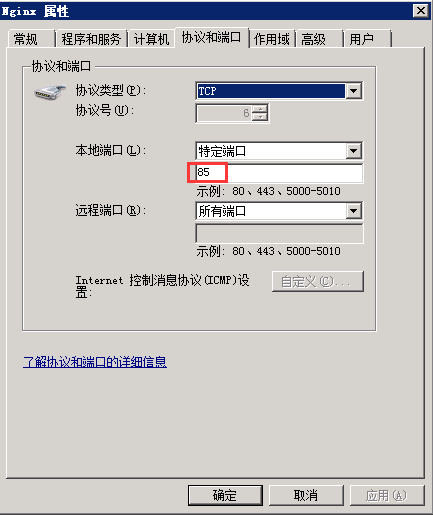 Nginx 属性
常规 程序和服务 计算机 协议和端口 作用域 高级 用户
协议和端口
协议类型(P): TCP
协议号(U): 6
本地端口(L): 特定端口
85
示例: 80、443、5000-5010
远程端口(R): 所有端口
示例: 80、443、5000-5010
Internet 控制消息协议(ICMP)设
置: 自定义(C)...
了解协议和端口的详细信息
确定 取消 应用(A)